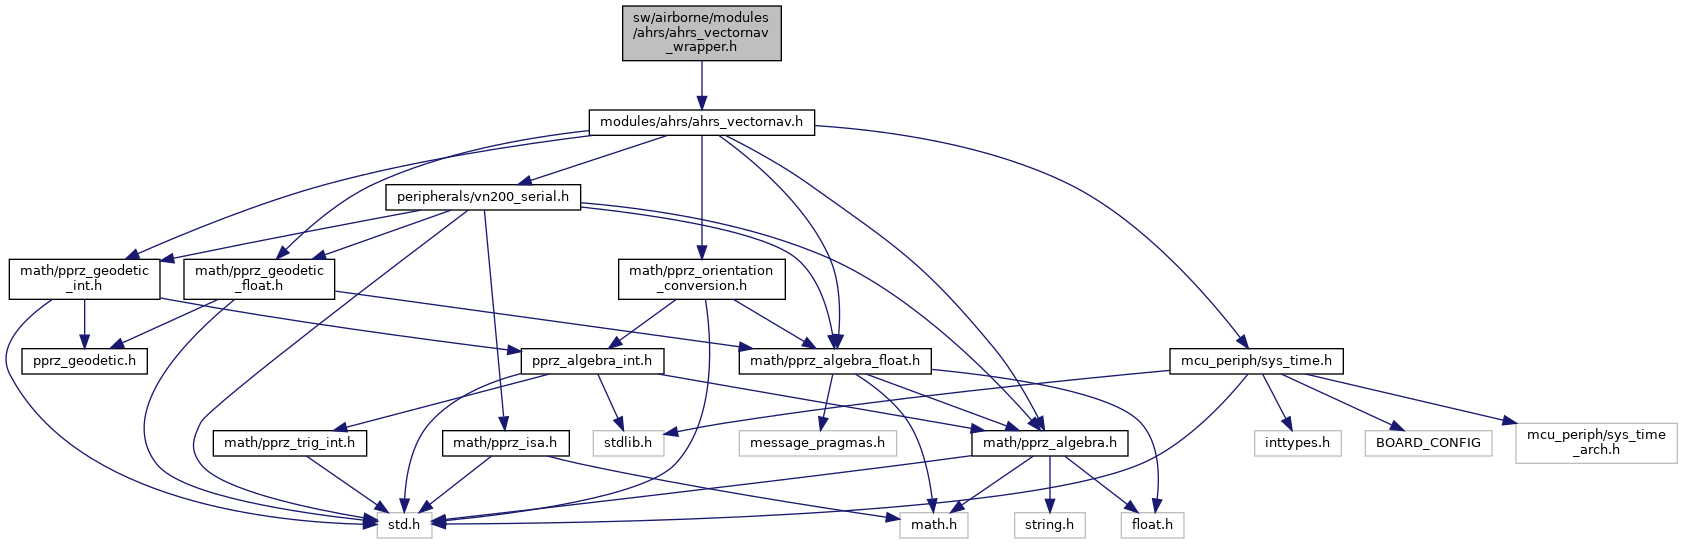 sw/airborne/modules
/ahrs/ahrs_vectornav
_wrapper.h
modules/ahrs/ahrs_vectornav.h
peripherals/vn200_serial.h
math/pprz_geodetic
_int.h
math/pprz_geodetic
_float.h
math/pprz_orientation
_conversion.h
pprz_geodetic.h
pprz_algebra_int.h
math/pprz_algebra_float.h
mcu_periph/sys_time.h
math/pprz_trig_int.h
math/pprz_isa.h
stdlib.h
message_pragmas.h
math/pprz_algebra.h
inttypes.h
BOARD_CONFIG
mcu_periph/sys_time
_arch.h
std.h
math.h
string.h
float.h